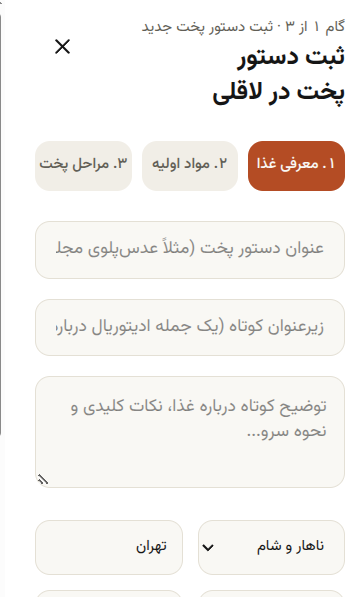 گام ۱ از ۳ · ثبت دستور پخت جدید
ثبت دستور
پخت در لاقلی
۱. معرفی غذا
۲. مواد اولیه
۳. مراحل پخت
عنوان دستور پخت (مثلاً عدس‌پلوی مجل
زیرعنوان کوتاه (یک جمله ادیتوریال درباره
توضیح کوتاه درباره غذا، نکات کلیدی و
نحوه سرو...
ناهار و شام
تهران